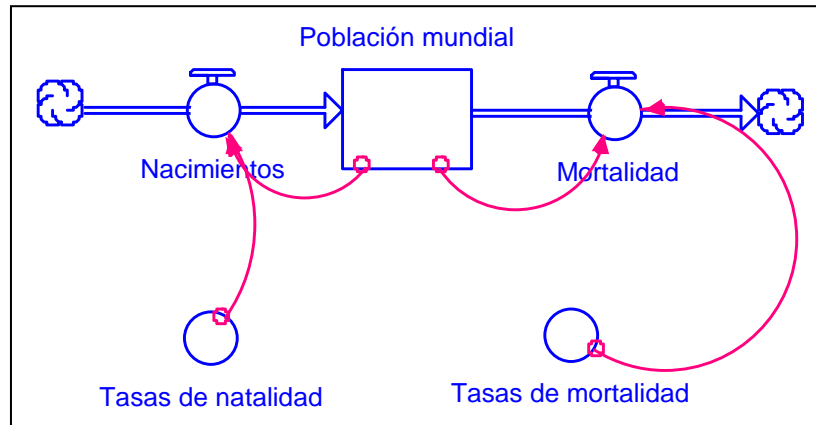 Población mundial
Nacimientos
Mortalidad
Tasas de natalidad
Tasas de mortalidad